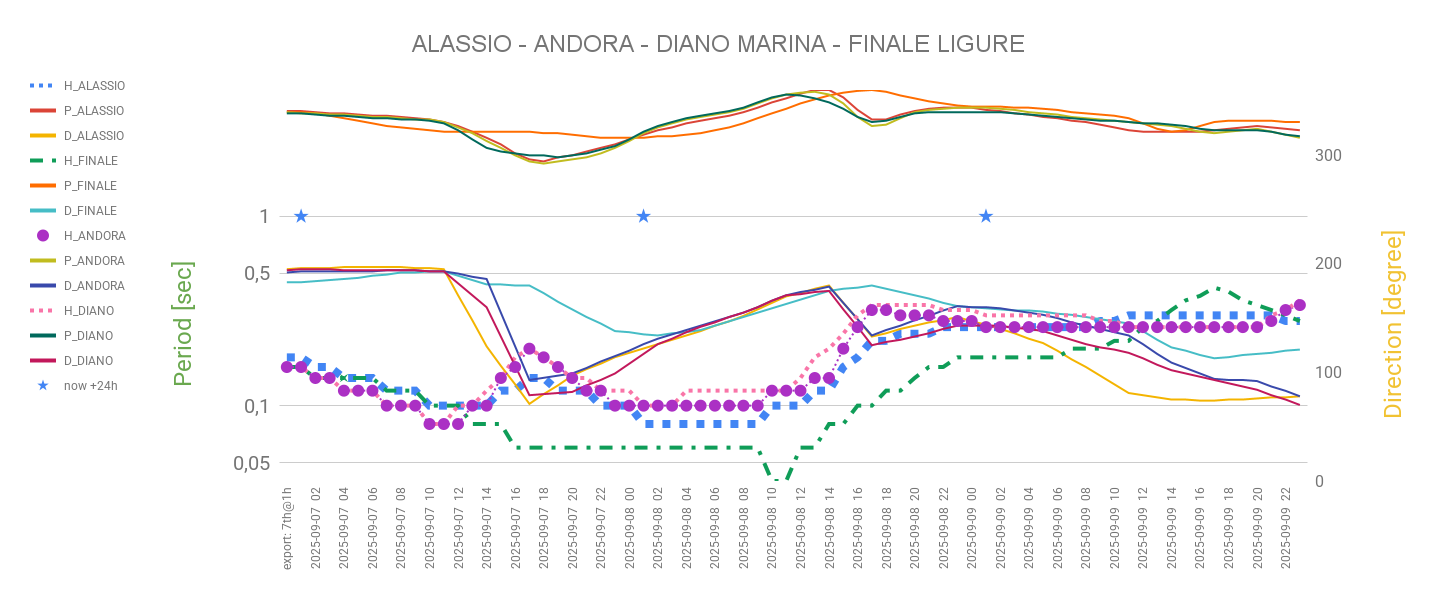 ALASSIO - ANDORA - DIANO MARINA - FINALE LIGURE
H_ALASSIO
P_ALASSIO
D_ALASSIO
H_FINALE
P_FINALE
D_FINALE
H_ANDORA
P_ANDORA
D_ANDORA
H_DIANO
P_DIANO
D_DIANO
now +24h
Period [sec]
1
0,5
0,1
0,05
300
200
100
0
Direction [degree]
export: 7th@1h
2025-09-07 02
2025-09-07 04
2025-09-07 06
2025-09-07 08
2025-09-07 10
2025-09-07 12
2025-09-07 14
2025-09-07 16
2025-09-07 18
2025-09-07 20
2025-09-07 22
2025-09-08 00
2025-09-08 02
2025-09-08 04
2025-09-08 06
2025-09-08 08
2025-09-08 10
2025-09-08 12
2025-09-08 14
2025-09-08 16
2025-09-08 18
2025-09-08 20
2025-09-08 22
2025-09-09 00
2025-09-09 02
2025-09-09 04
2025-09-09 06
2025-09-09 08
2025-09-09 10
2025-09-09 12
2025-09-09 14
2025-09-09 16
2025-09-09 18
2025-09-09 20
2025-09-09 22